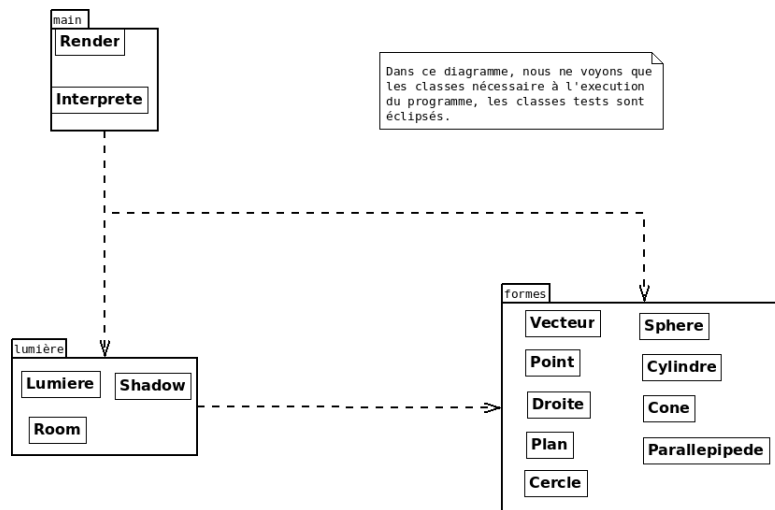 main
Render
Interprete
Dans ce diagramme, nous ne voyons que
les classes nécessaire à l'execution
du programme, les classes tests sont
éclipsés.
lumière
Lumiere
Shadow
Room
formes
Vecteur
Sphere
Point
Cylindre
Droite
Cone
Plan
Parallepipede
Cercle